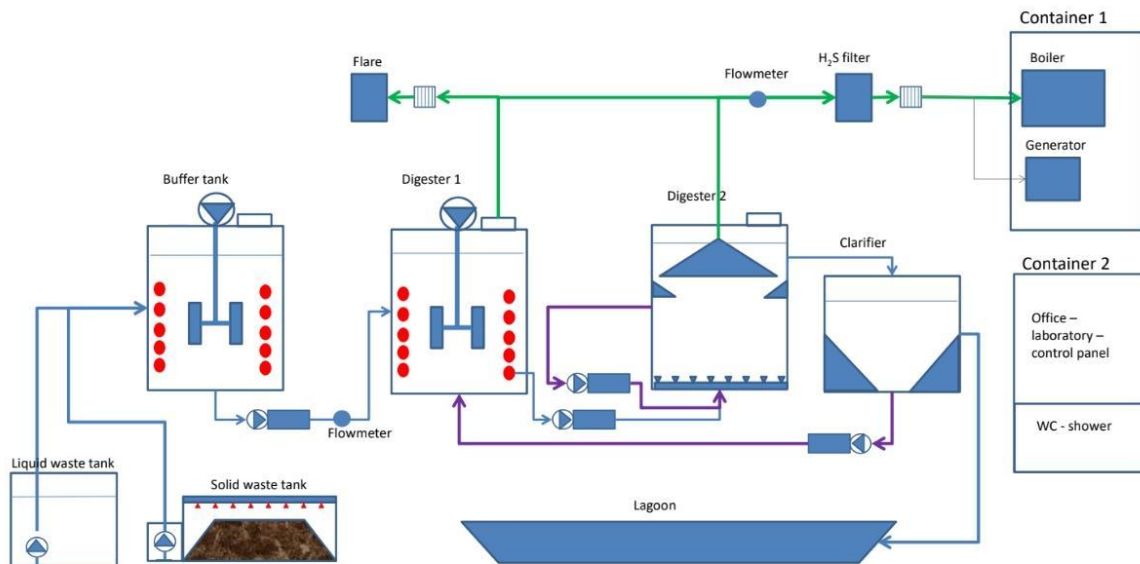 Container 1
Flare
Flowmeter
H₂S filter
Boiler
Generator
Buffer tank
Digester 1
Digester 2
Clarifier
Container 2
Office –
laboratory –
control panel
WC - shower
Flowmeter
Liquid waste tank
Solid waste tank
Lagoon